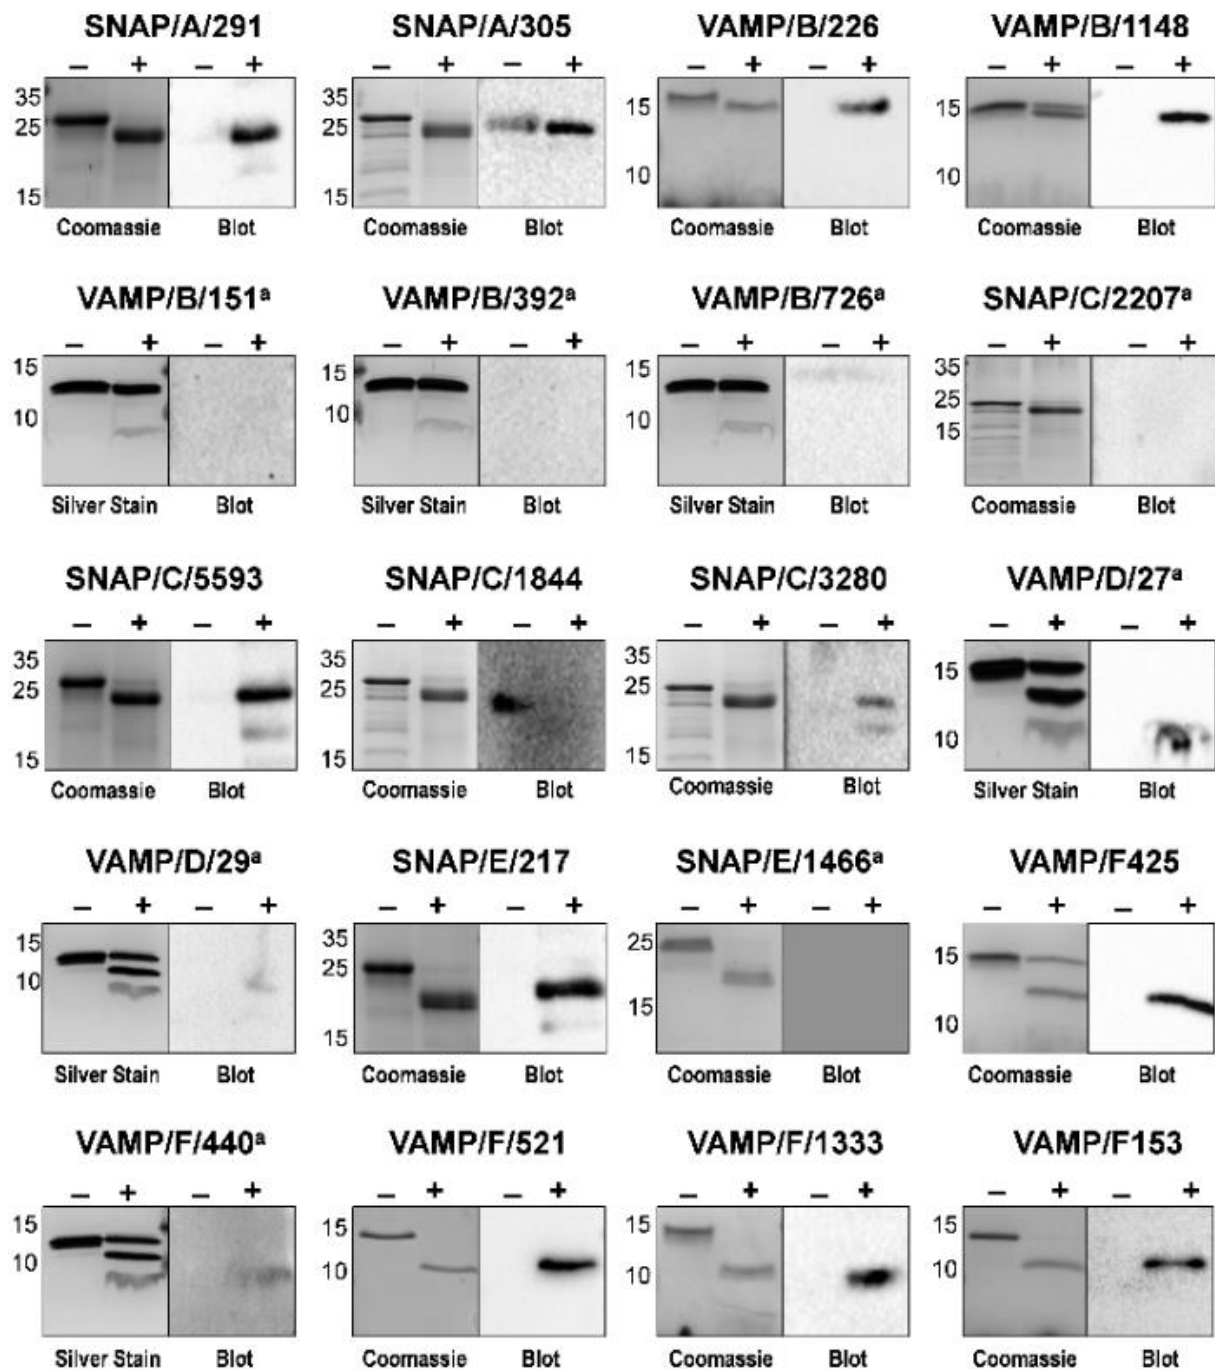 SNAP/A/291 SNAP/A/305 VAMP/B/226 VAMP/B/1148
− + − + − + − + − + − + − + − +
35 35
25 25 15 15
10 10
15 15
Coomassie Blot Coomassie Blot Coomassie Blot Coomassie Blot
VAMP/B/151ᵃ VAMP/B/392ᵃ VAMP/B/726ᵃ SNAP/C/2207ᵃ
− + − + − + − + − + − + − + − +
15 15 15 35
10 10 10 25
15
Silver Stain Blot Silver Stain Blot Silver Stain Blot Coomassie Blot
SNAP/C/5593 SNAP/C/1844 SNAP/C/3280 VAMP/D/27ᵃ
− + − + − + − + − + − + − + − +
35 35 35 15
25 25 25
15 15 15 10
Coomassie Blot Coomassie Blot Coomassie Blot Silver Stain Blot
VAMP/D/29ᵃ SNAP/E/217 SNAP/E/1466ᵃ VAMP/F425
− + − + − + − + − + − + − + − +
15 35 25 15
10 25 15 10
15
Silver Stain Blot Coomassie Blot Coomassie Blot Coomassie Blot
VAMP/F/440ᵃ VAMP/F/521 VAMP/F/1333 VAMP/F153
− + − + − + − + − + − + − + − +
15 15 15 15
10 10 10 10
Silver Stain Blot Coomassie Blot Coomassie Blot Coomassie Blot